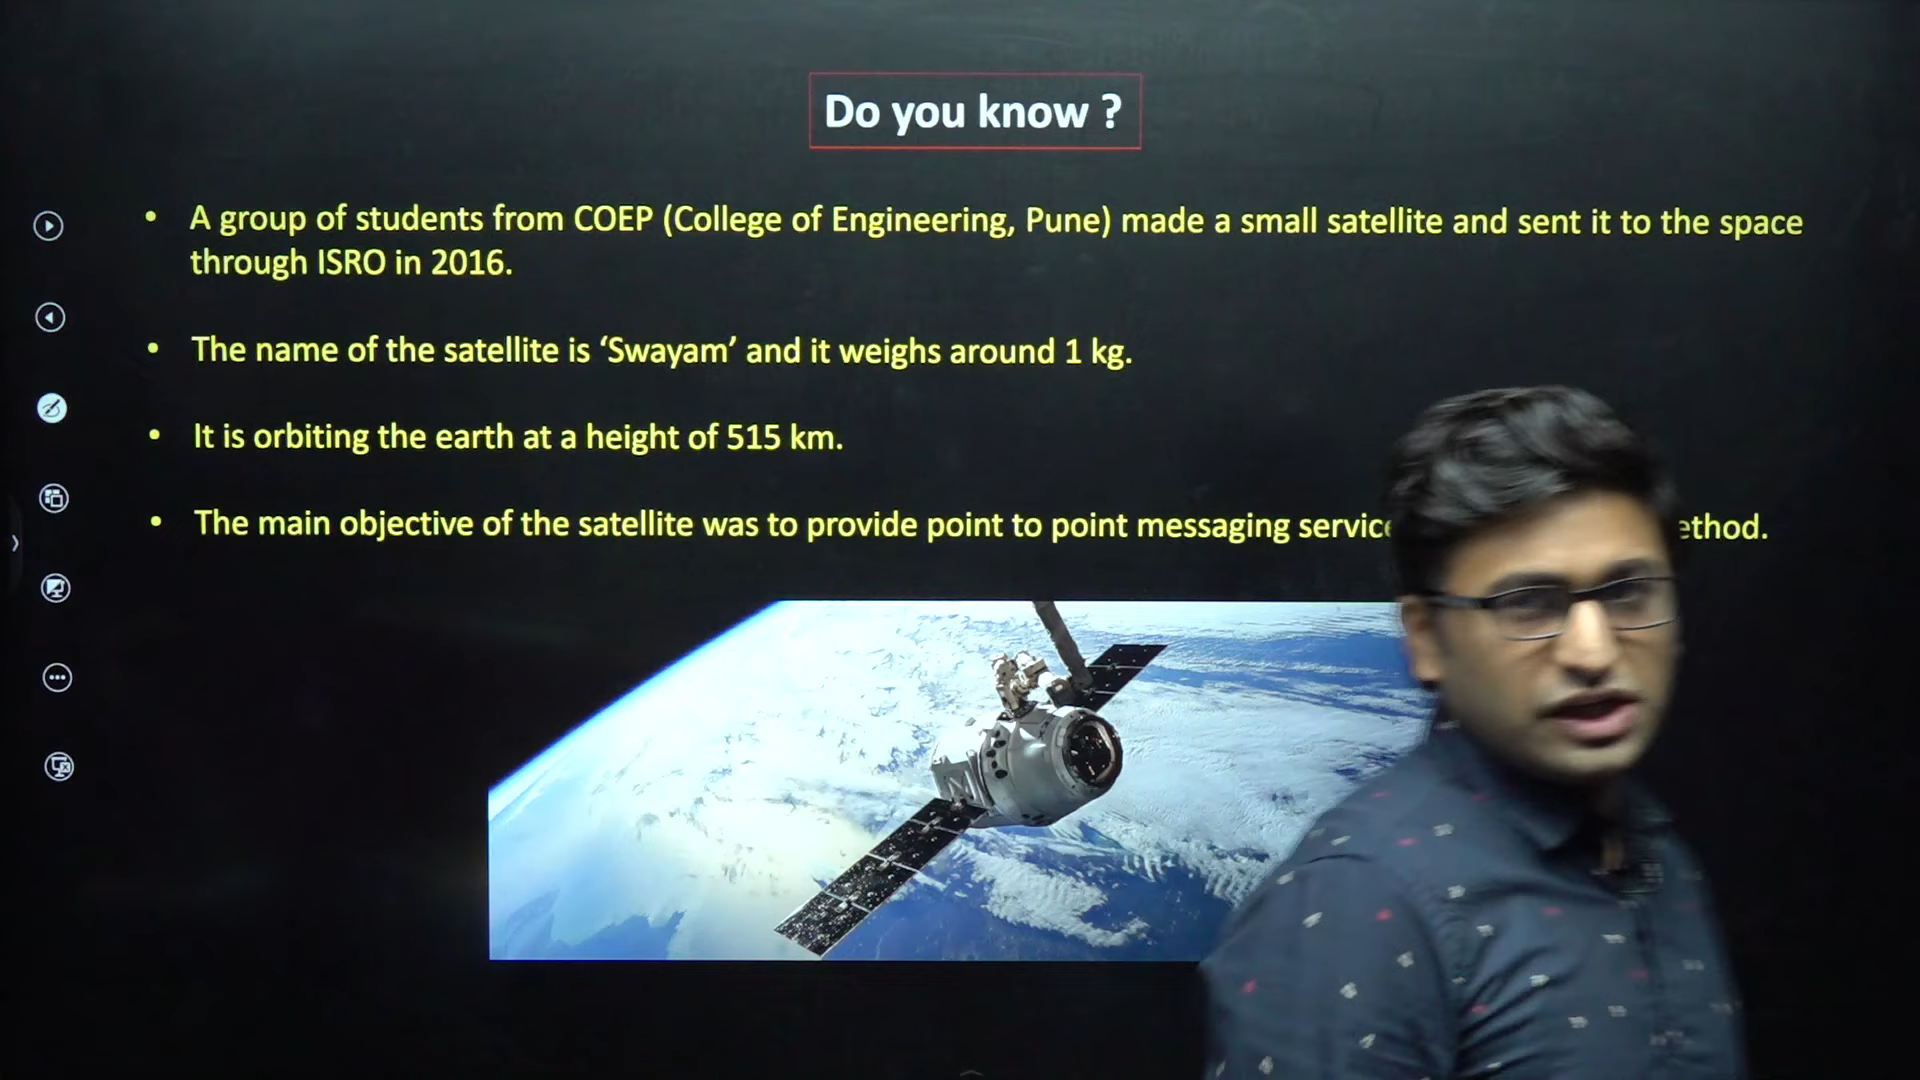 Do you know ?
• A group of students from COEP (College of Engineering, Pune) made a small satellite and sent it to the space
through ISRO in 2016.
• The name of the satellite is ‘Swayam’ and it weighs around 1 kg.
• It is orbiting the earth at a height of 515 km.
• The main objective of the satellite was to provide point to point messaging